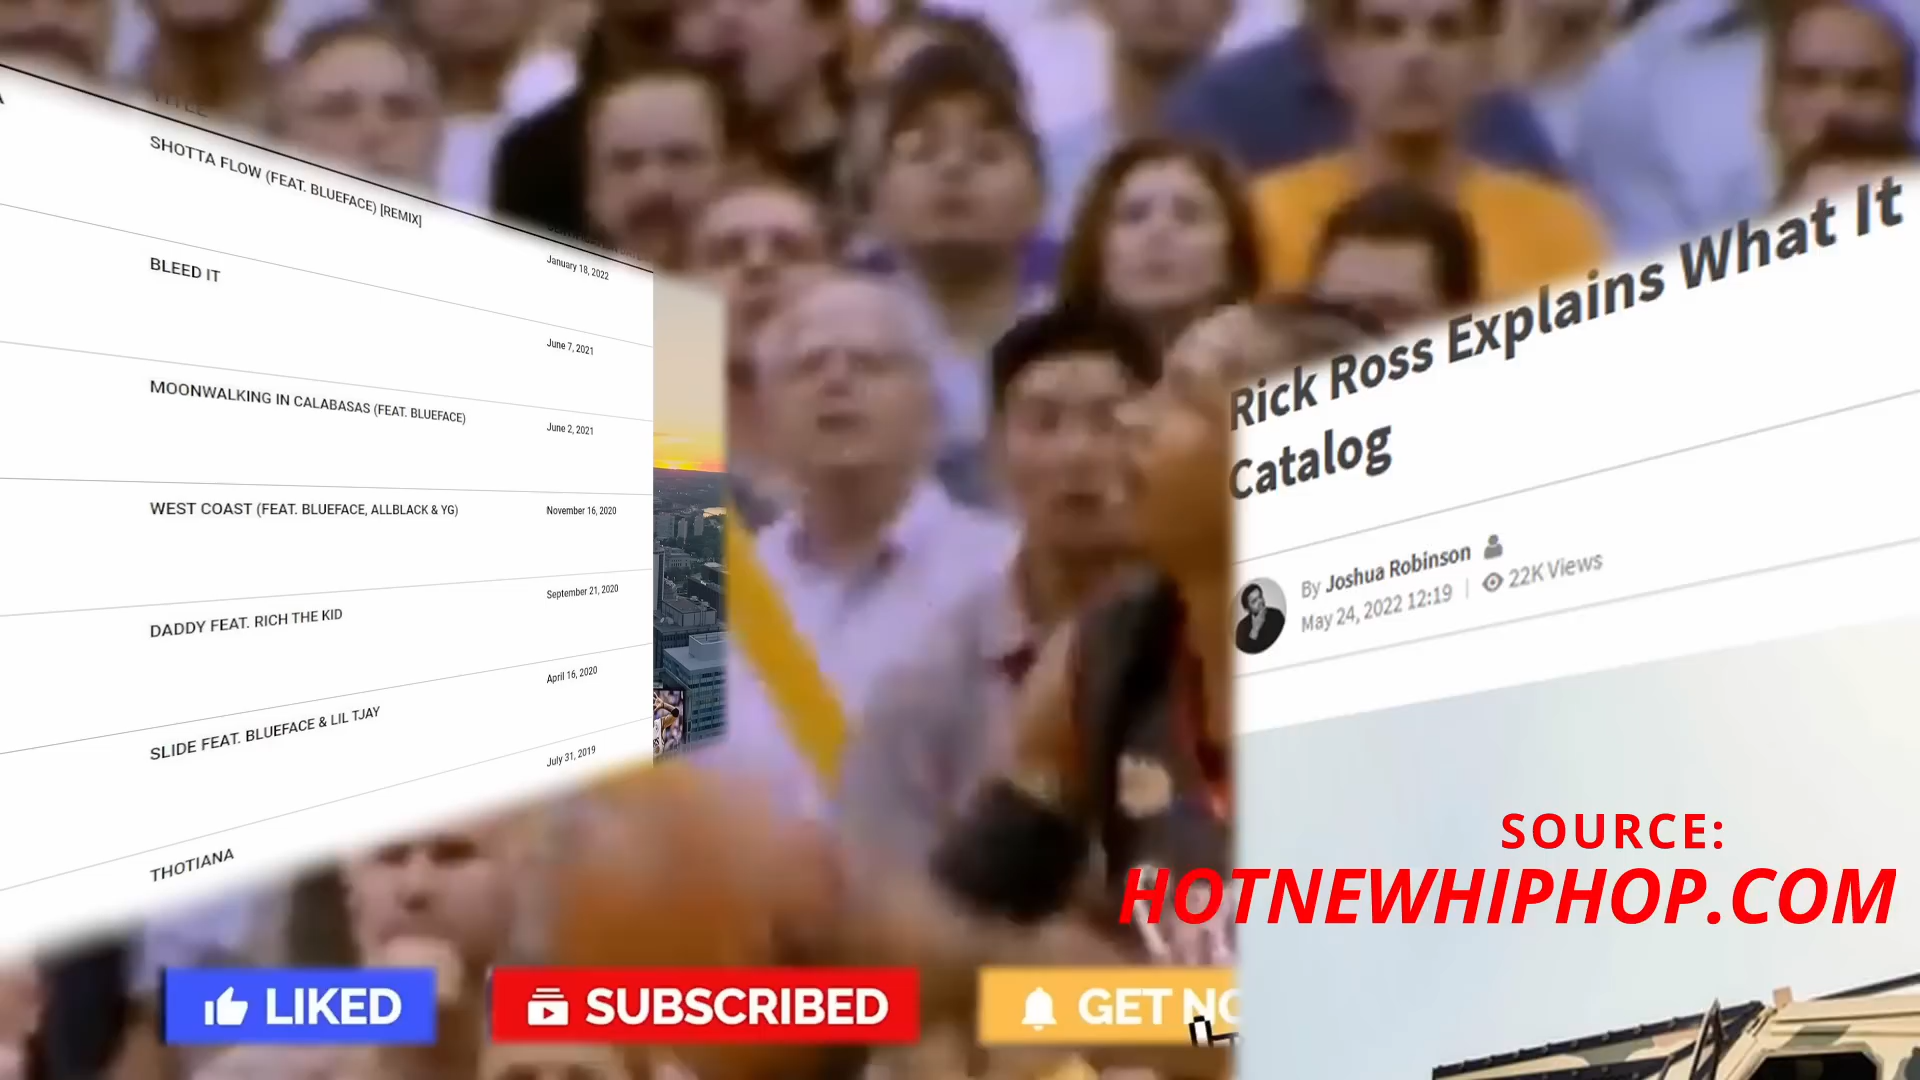 TITLE
SHOTTA FLOW (FEAT. BLUEFACE) [REMIX]
January 18, 2022
BLEED IT
June 7, 2021
MOONWALKING IN CALABASAS (FEAT. BLUEFACE)
June 2, 2021
WEST COAST (FEAT. BLUEFACE, ALLBLACK & YG)
November 16, 2020
DADDY FEAT. RICH THE KID
September 21, 2020
SLIDE FEAT. BLUEFACE & LIL TJAY
April 16, 2020
THOTIANA
July 31, 2019
Rick Ross Explains What It
Catalog
By Joshua Robinson
May 24, 2022 12:19 | 22K Views
SOURCE:
HOTNEWHIPHOP.COM
LIKED
SUBSCRIBED
GET